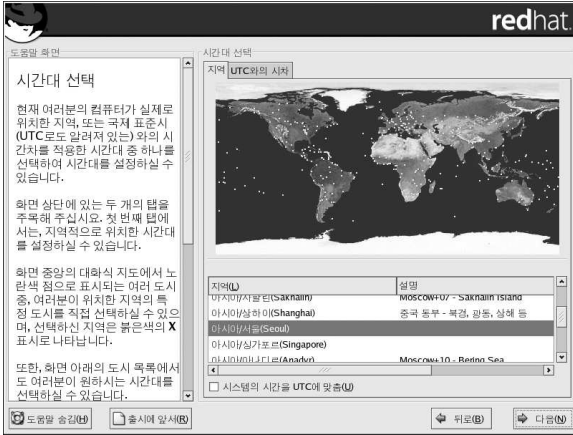 redhat.
도움말 화면
시간대 선택
현재 여러분의 컴퓨터가 실제로
위치한 지역, 또는 국제 표준시
(UTC로도 알려져 있는) 와의 시
간차를 적용한 시간대 중 하나를
선택하여 시간대를 설정하실 수
있습니다.
화면 상단에 있는 두 개의 탭을
주목해 주십시요. 첫 번째 탭에
서는, 지역적으로 위치한 시간대
를 설정하실 수 있습니다.
화면 중앙의 대화식 지도에서 노
란색 점으로 표시되는 여러 도시
중, 여러분이 위치한 지역의 특
정 도시를 직접 선택하실 수 있으
며, 선택하신 지역은 붉은색의 X
표시로 나타납니다.
또한, 화면 아래의 도시 목록에서
도 여러분이 원하시는 시간대를
선택하실 수 있습니다.
시간대 선택
지역 UTC와의 시차
지역(L) 설명
아시아/사할린(Sakhalin) Moscow+07 - Sakhalin Island
아시아/상하이(Shanghai) 중국 동부 - 북경, 광동, 상해 등
아시아/서울(Seoul)
아시아/싱가포르(Singapore)
아시아/아나디르(Anadyr) Moscow+10 - Bering Sea
시스템의 시간을 UTC에 맞춤(U)
도움말 숨김(H) 출시에 앞서(R) 뒤로(B) 다음(N)